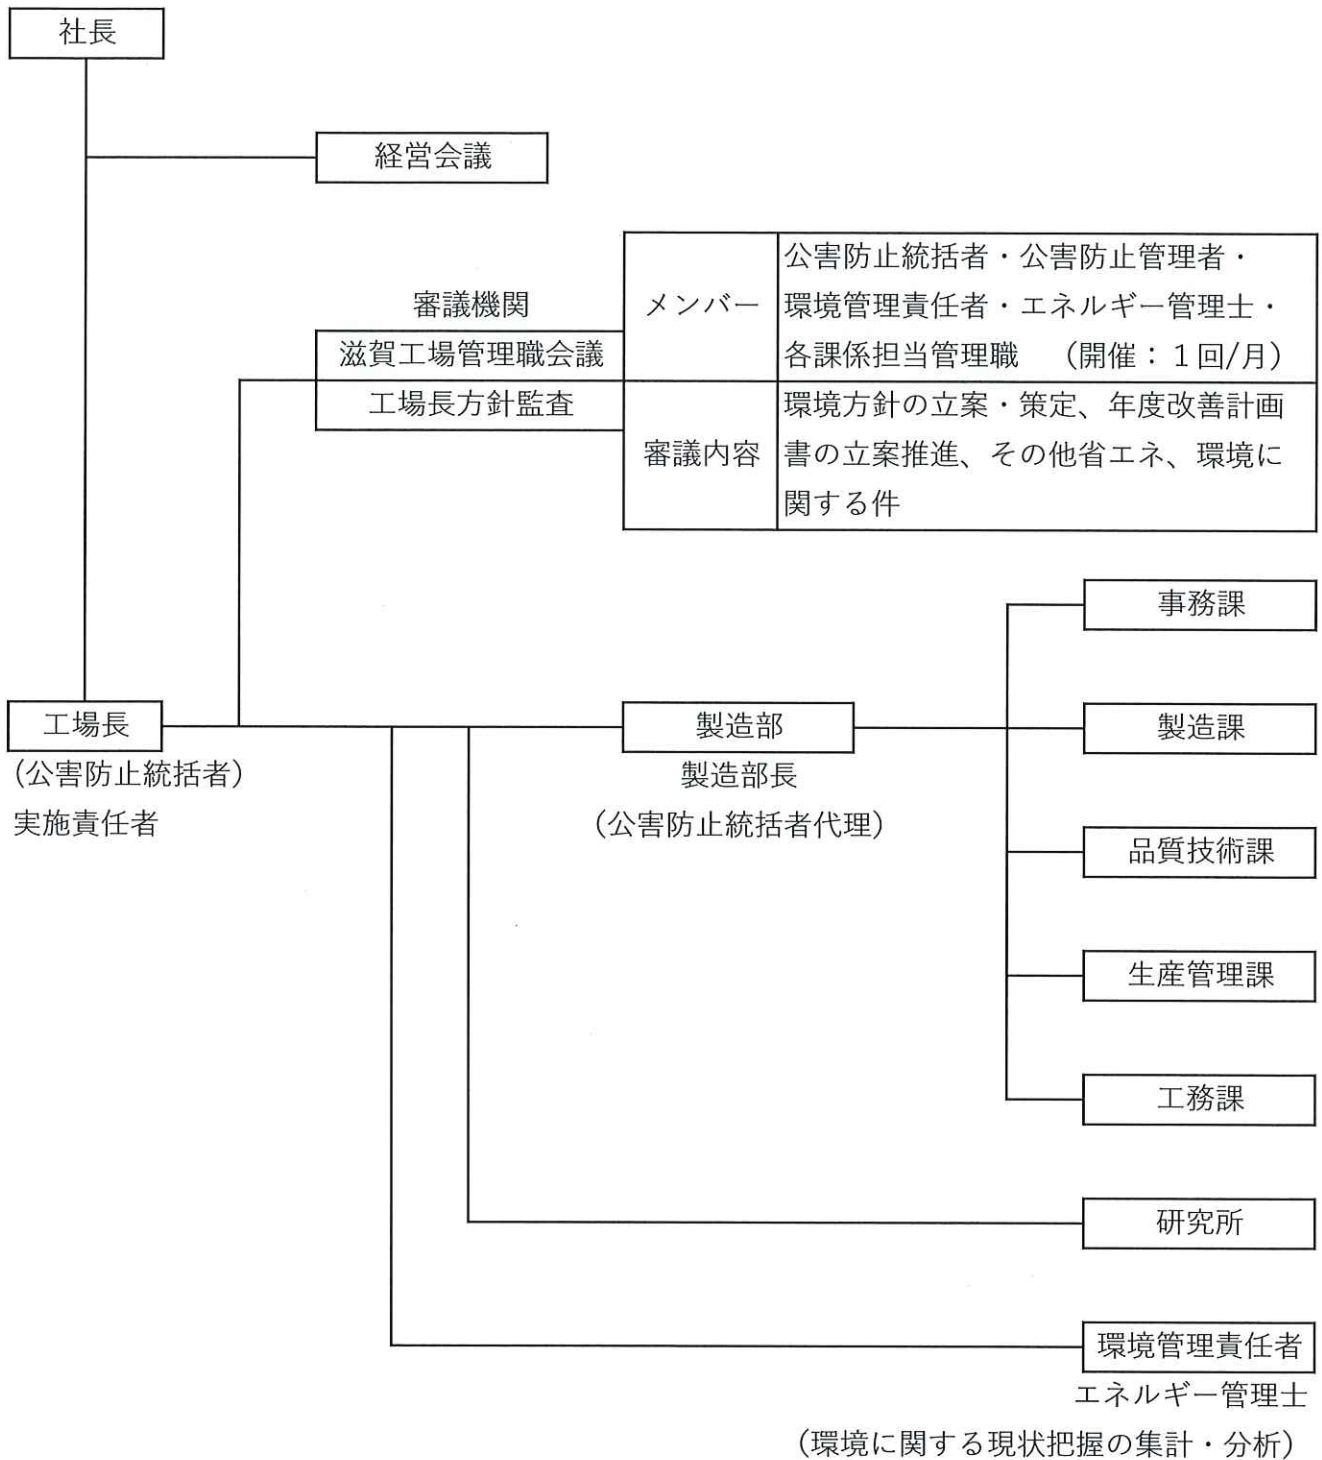 社長
経営会議
審議機関
滋賀工場管理職会議
工場長方針監査
メンバー
公害防止統括者・公害防止管理者・
環境管理責任者・エネルギー管理士・
各課係担当管理職　（開催：１回/月）
審議内容
環境方針の立案・策定、年度改善計画
書の立案推進、その他省エネ、環境に
関する件
工場長
（公害防止統括者）
実施責任者
製造部
製造部長
（公害防止統括者代理）
事務課
製造課
品質技術課
生産管理課
工務課
研究所
環境管理責任者
エネルギー管理士
（環境に関する現状把握の集計・分析）